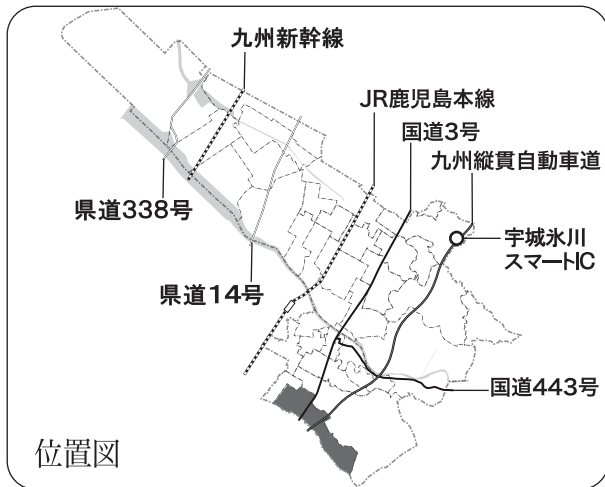 九州新幹線
JR鹿児島本線
国道3号
九州縦貫自動車道
県道338号
宇城氷川
スマートIC
県道14号
国道443号
位置図